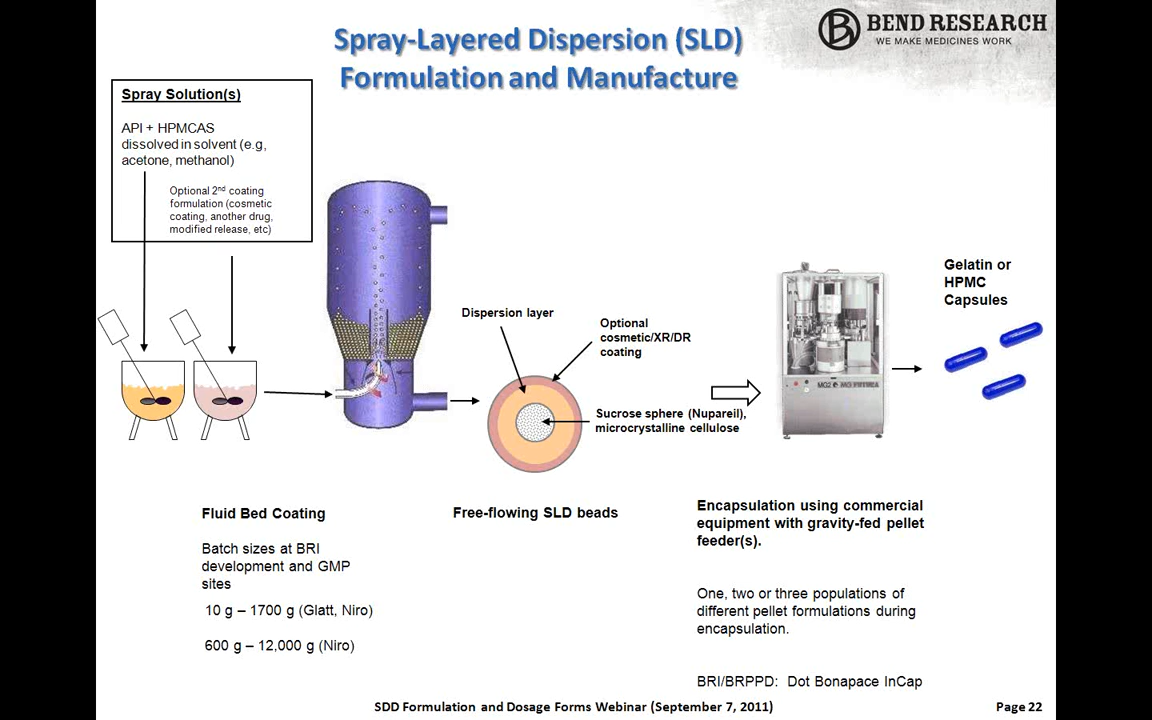 Spray-Layered Dispersion (SLD)
Formulation and Manufacture
BEND RESEARCH
WE MAKE MEDICINES WORK
Spray Solution(s)
API + HPMCAS
dissolved in solvent (e.g,
acetone, methanol)
Optional 2nd coating
formulation (cosmetic
coating, another drug,
modified release, etc)
Dispersion layer
Optional
cosmetic/XR/DR
coating
Sucrose sphere (Nupareil),
microcrystalline cellulose
Gelatin or
HPMC
Capsules
MG2
Fluid Bed Coating
Batch sizes at BRI
development and GMP
sites
10 g – 1700 g (Glatt, Niro)
600 g – 12,000 g (Niro)
Free-flowing SLD beads
Encapsulation using commercial
equipment with gravity-fed pellet
feeder(s).
One, two or three populations of
different pellet formulations during
encapsulation.
BRI/BRPPD: Dot Bonapace InCap
SDD Formulation and Dosage Forms Webinar (September 7, 2011)
Page 22